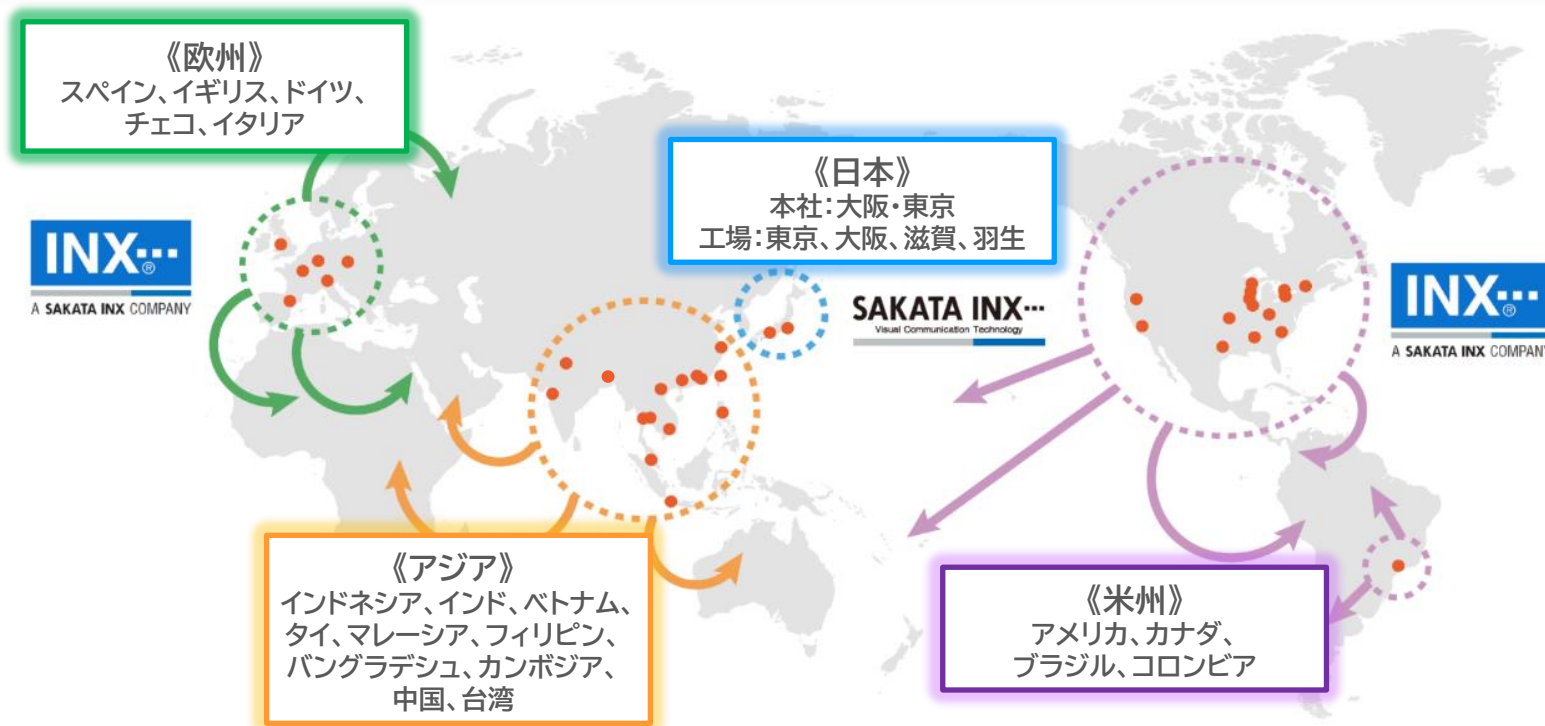 《欧州》
スペイン、イギリス、ドイツ、
チェコ、イタリア
INX...®
A SAKATA INX COMPANY
《日本》
本社：大阪・東京
工場：東京、大阪、滋賀、羽生
SAKATA INX...
Visual Communication Technology
INX...®
A SAKATA INX COMPANY
《アジア》
インドネシア、インド、ベトナム、
タイ、マレーシア、フィリピン、
バングラデシュ、カンボジア、
中国、台湾
《米州》
アメリカ、カナダ、
ブラジル、コロンビア